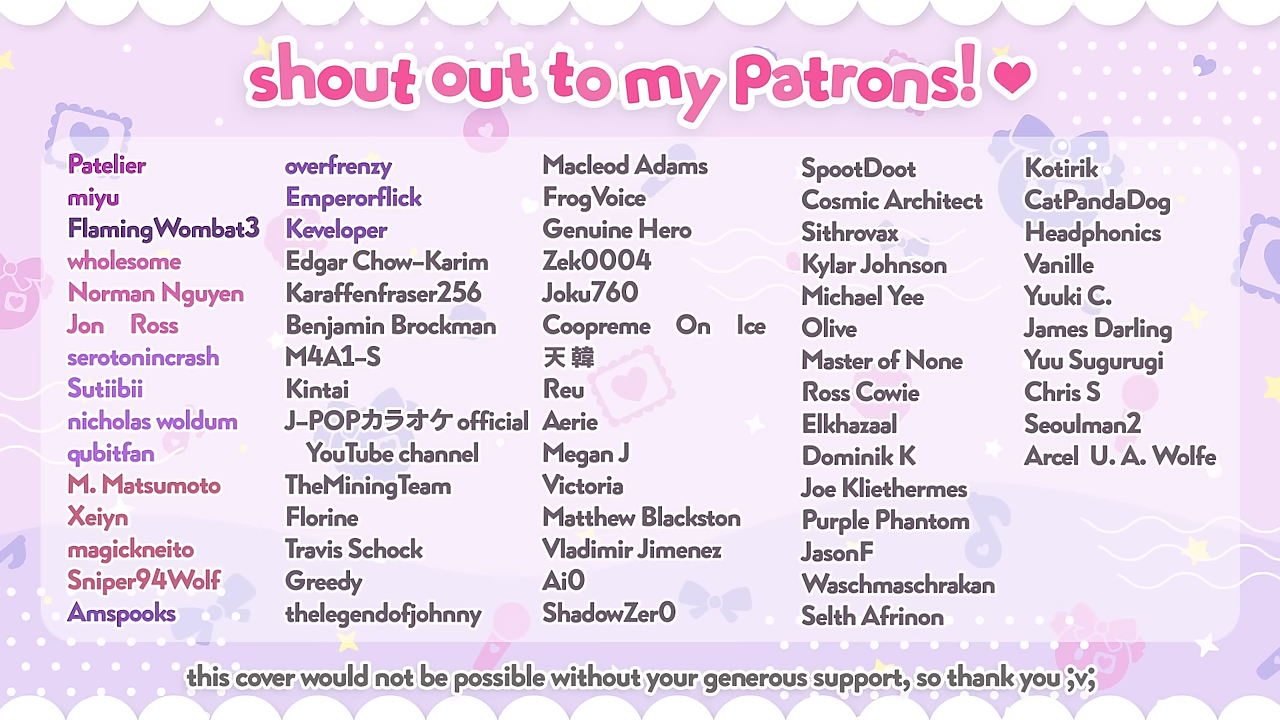 shout out to my Patrons!
Patelier
miyu
FlamingWombat3
wholesome
Norman Nguyen
Jon Ross
serotonincrash
Sutiibii
nicholas woldum
qubitfan
M. Matsumoto
Xeiyn
magickneito
Sniper94Wolf
Amspooks
overfrenzy
Emperorflick
Keveloper
Edgar Chow-Karim
Karaffenfraser256
Benjamin Brockman
M4A1-S
Kintai
J-POPカラオケ official
YouTube channel
TheMiningTeam
Florine
Travis Schock
Greedy
thelegendofjohnny
Macleod Adams
FrogVoice
Genuine Hero
Zek0004
Joku760
Coopreme On Ice
天 韓
Reu
Aerie
Megan J
Victoria
Matthew Blackston
Vladimir Jimenez
Ai0
ShadowZer0
SpootDoot
Cosmic Architect
Sithrovax
Kylar Johnson
Michael Yee
Olive
Master of None
Ross Cowie
Elkhazaal
Dominik K
Joe Kliethermes
Purple Phantom
JasonF
Waschmaschrakan
Selth Afrinon
Kotirik
CatPandaDog
Headphonics
Vanille
Yuuki C.
James Darling
Yuu Sugurugi
Chris S
Seoulman2
Arcel U. A. Wolfe
this cover would not be possible without your generous support, so thank you ;v;